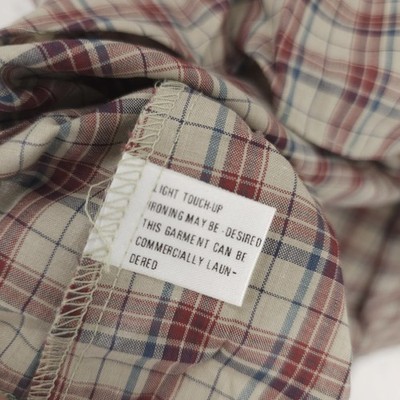 LIGHT TOUCH-UP
IRONING MAY BE DESIRED
THIS GARMENT CAN BE
COMMERCIALLY LAUN-
DERED